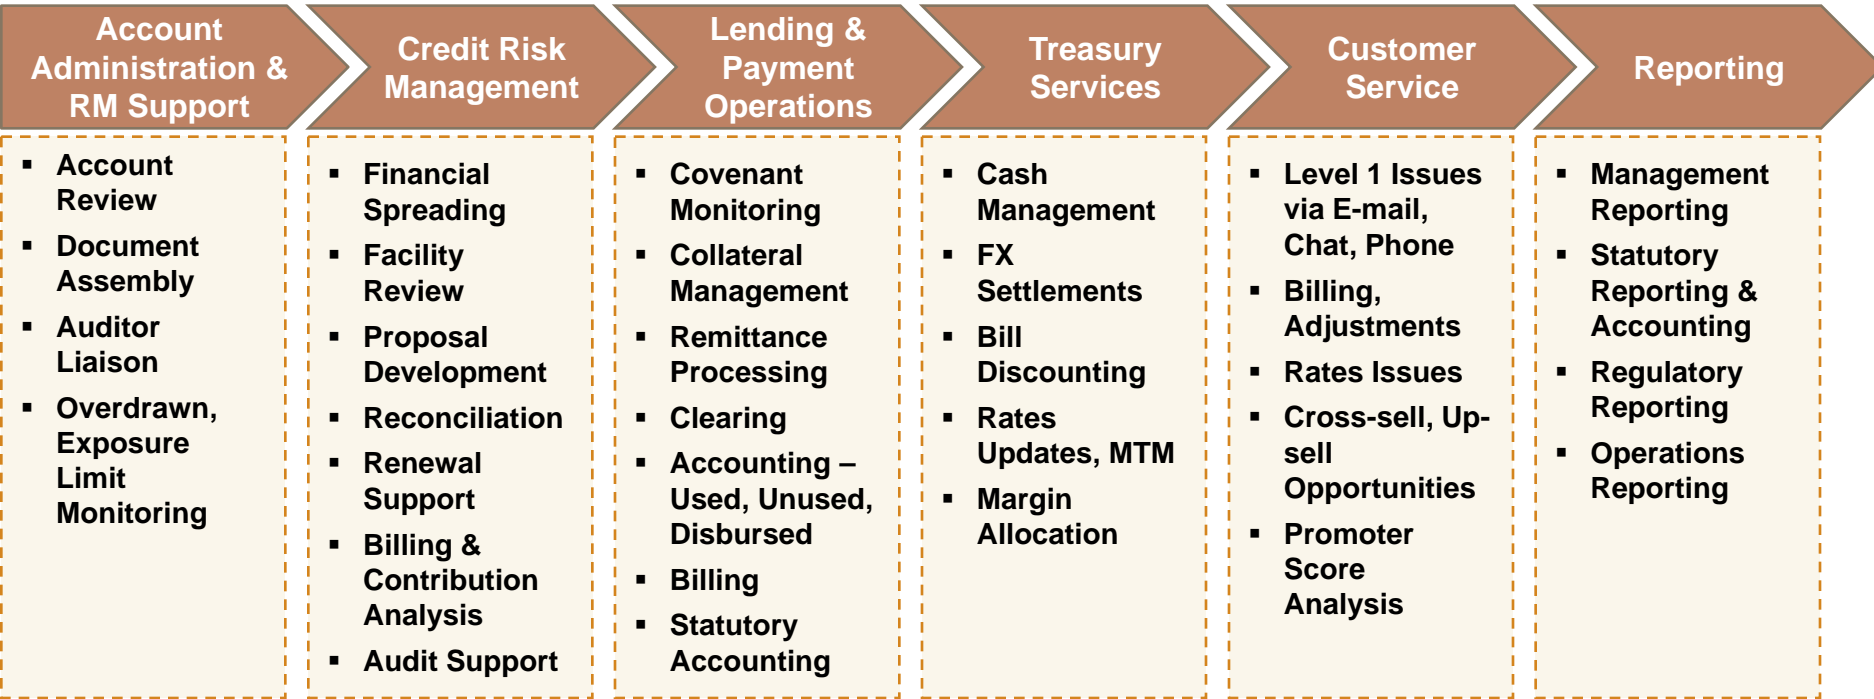 Account
Administration &
RM Support
Credit Risk
Management
Lending &
Payment
Operations
Treasury
Services
Customer
Service
Reporting
▪ Account
Review
▪ Document
Assembly
▪ Auditor
Liaison
▪ Overdrawn,
Exposure
Limit
Monitoring
▪ Financial
Spreading
▪ Facility
Review
▪ Proposal
Development
▪ Reconciliation
▪ Renewal
Support
▪ Billing &
Contribution
Analysis
▪ Audit Support
▪ Covenant
Monitoring
▪ Collateral
Management
▪ Remittance
Processing
▪ Clearing
▪ Accounting –
Used, Unused,
Disbursed
▪ Billing
▪ Statutory
Accounting
▪ Cash
Management
▪ FX
Settlements
▪ Bill
Discounting
▪ Rates
Updates, MTM
▪ Margin
Allocation
▪ Level 1 Issues
via E-mail,
Chat, Phone
▪ Billing,
Adjustments
▪ Rates Issues
▪ Cross-sell, Up-
sell
Opportunities
▪ Promoter
Score
Analysis
▪ Management
Reporting
▪ Statutory
Reporting &
Accounting
▪ Regulatory
Reporting
▪ Operations
Reporting